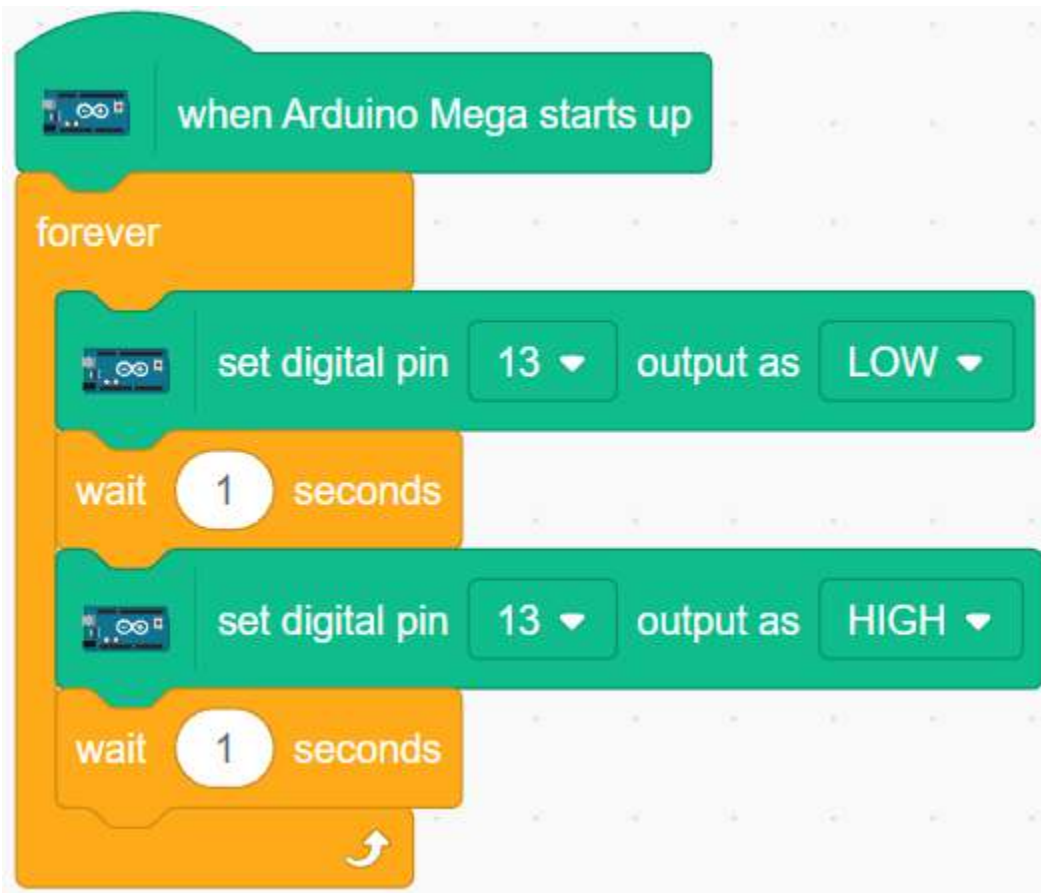 when Arduino Mega starts up
forever
set digital pin 13 output as LOW
wait 1 seconds
set digital pin 13 output as HIGH
wait 1 seconds